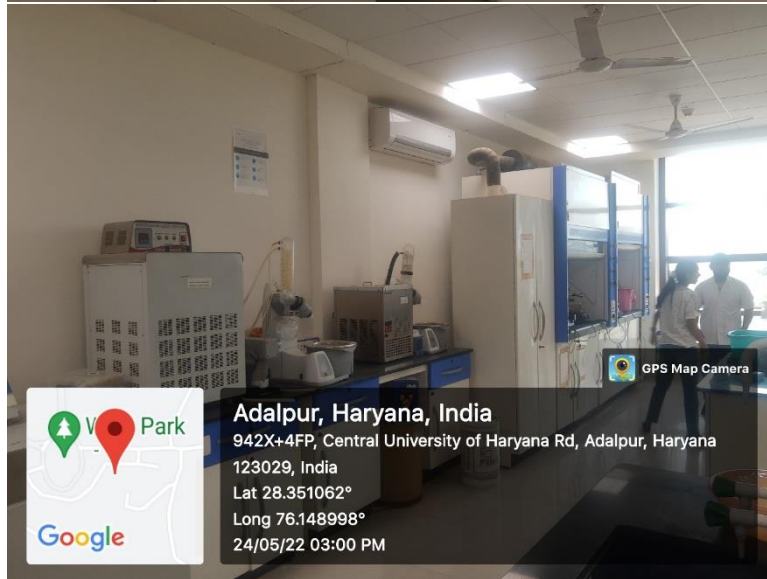 GPS Map Camera
Adalpur, Haryana, India
942X+4FP, Central University of Haryana Rd, Adalpur, Haryana
123029, India
Lat 28.351062°
Long 76.148998°
24/05/22 03:00 PM
Park
Google